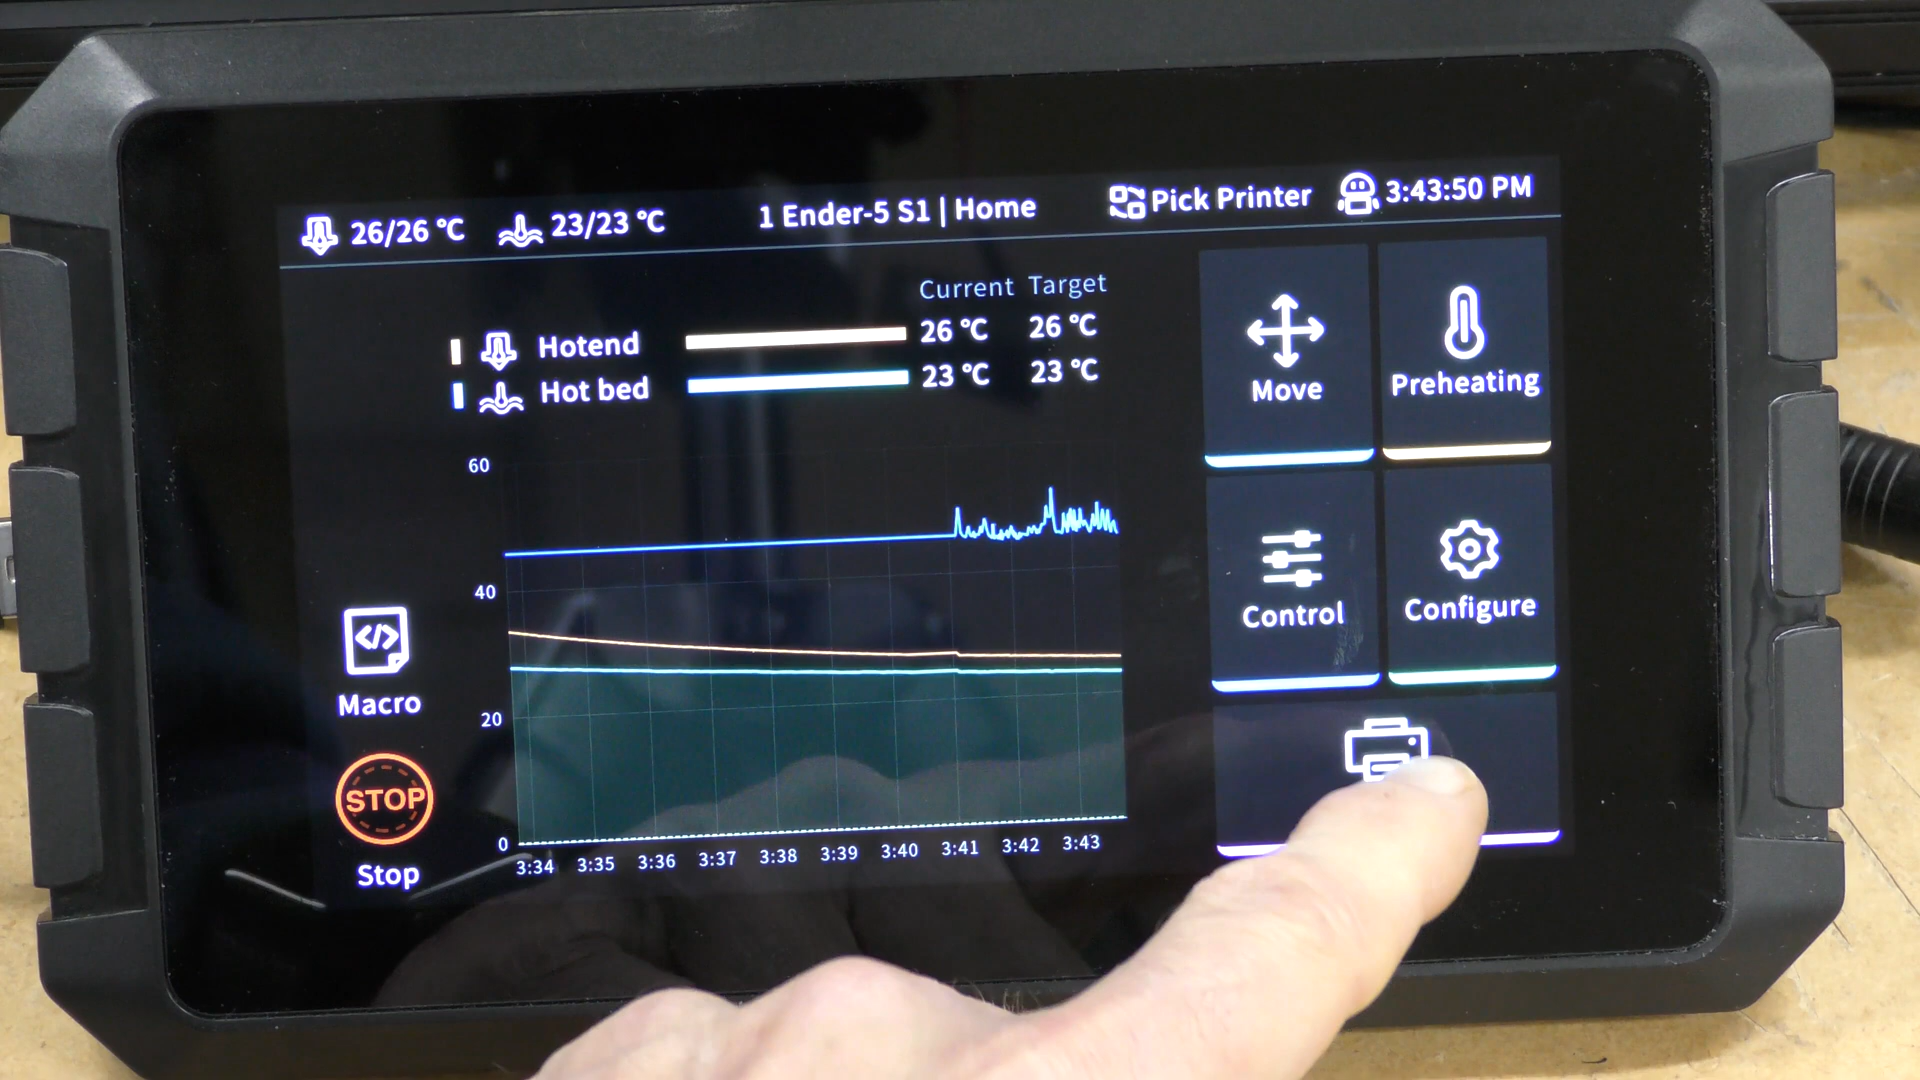 26/26 °C 23/23 °C 1 Ender-5 S1 | Home Pick Printer 3:43:50 PM
Current Target
Hotend 26 °C 26 °C
Hot bed 23 °C 23 °C
60
40
20
0
3:34 3:35 3:36 3:37 3:38 3:39 3:40 3:41 3:42 3:43
</>
Macro
STOP
Stop
Move
Preheating
Control
Configure